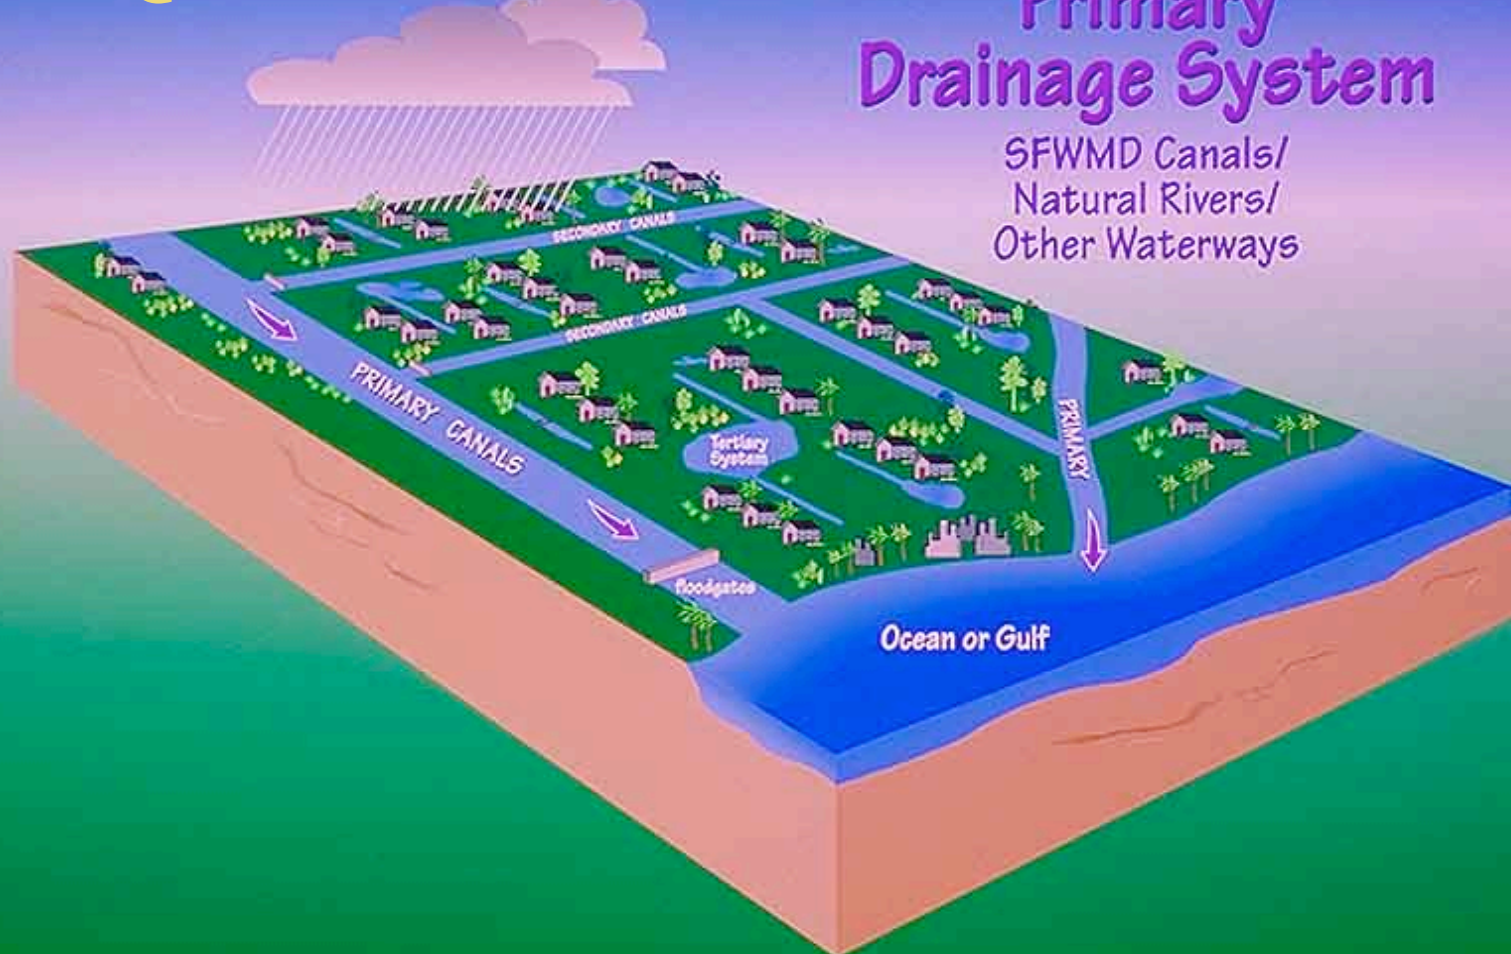 Primary
Drainage System
SFWMD Canals/
Natural Rivers/
Other Waterways
SECONDARY CANALS
SECONDARY CANALS
PRIMARY CANALS
PRIMARY
Tertiary
System
floodgates
Ocean or Gulf